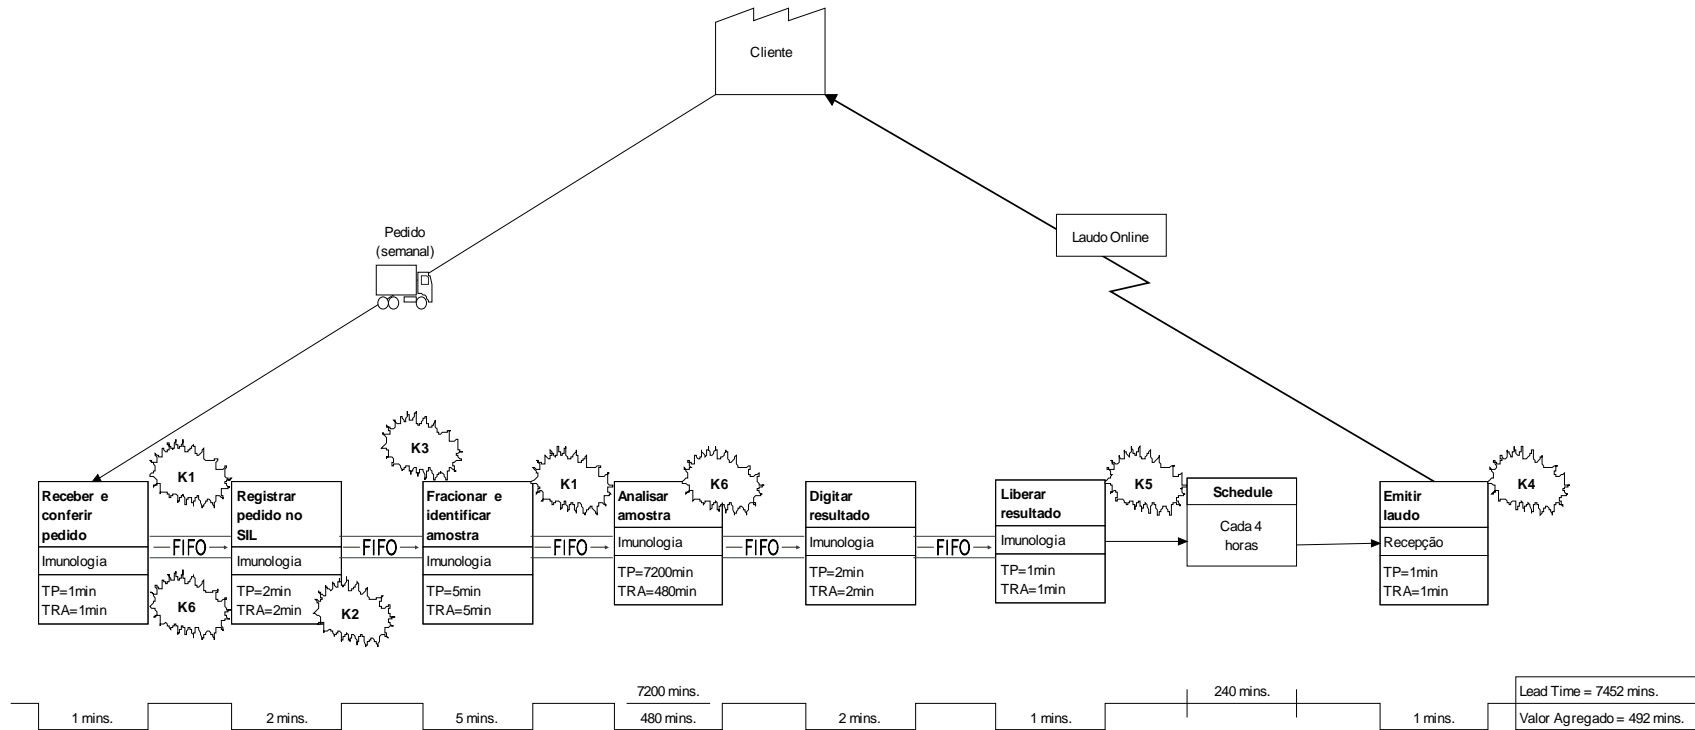 Cliente
Pedido
(semanal)
Laudo Online
K1
K3
K1
K6
K5
K4
Receber e
conferir
pedido
Imunologia
TP=1min
TRA=1min
FIFO
K6
Registrar
pedido no
SIL
Imunologia
TP=2min
TRA=2min
K2
FIFO
Fracionar e
identificar
amostra
Imunologia
TP=5min
TRA=5min
FIFO
Analisar
amostra
Imunologia
TP=7200min
TRA=480min
FIFO
Digitar
resultado
Imunologia
TP=2min
TRA=2min
FIFO
Liberar
resultado
Imunologia
TP=1min
TRA=1min
Schedule
Cada 4
horas
Emitir
laudo
Recepção
TP=1min
TRA=1min
7200 mins.
240 mins.
Lead Time = 7452 mins.
1 mins.
2 mins.
5 mins.
480 mins.
2 mins.
1 mins.
1 mins.
Valor Agregado = 492 mins.